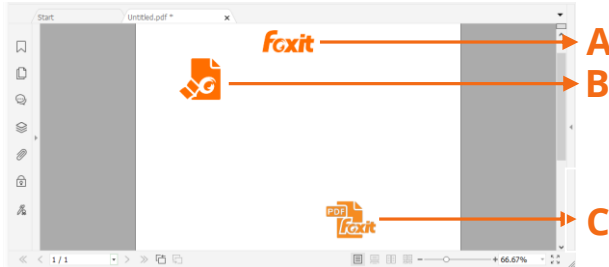 Start Untitled.pdf * x
foxit A
B
PDF
foxit C
1 / 1 66.67%